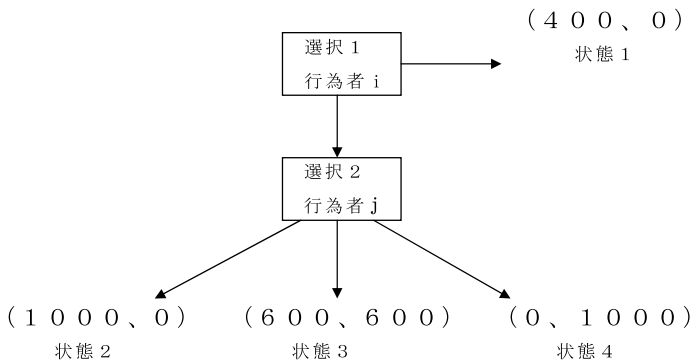 （４００、０）
状態１
選択１
行為者ｉ
選択２
行為者ｊ
（１０００、０）
（６００、６００）
（０、１０００）
状態２
状態３
状態４